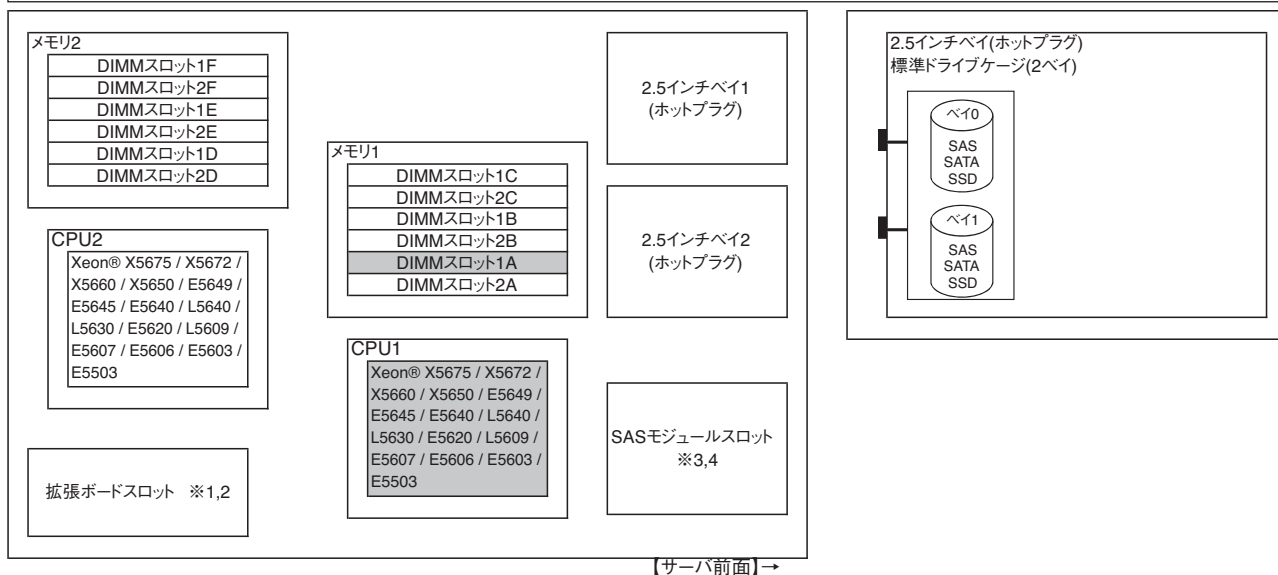 メモリ2
DIMMスロット1F
DIMMスロット2F
DIMMスロット1E
DIMMスロット2E
DIMMスロット1D
DIMMスロット2D
CPU2
Xeon® X5675 / X5672 /
X5660 / X5650 / E5649 /
E5645 / E5640 / L5640 /
L5630 / E5620 / L5609 /
E5607 / E5606 / E5603 /
E5503
拡張ボードスロット ※1,2
メモリ1
DIMMスロット1C
DIMMスロット2C
DIMMスロット1B
DIMMスロット2B
DIMMスロット1A
DIMMスロット2A
CPU1
Xeon® X5675 / X5672 /
X5660 / X5650 / E5649 /
E5645 / E5640 / L5640 /
L5630 / E5620 / L5609 /
E5607 / E5606 / E5603 /
E5503
2.5インチベイ1
(ホットプラグ)
2.5インチベイ2
(ホットプラグ)
SASモジュールスロット
※3,4
【サーバ前面】→
2.5インチベイ(ホットプラグ)
標準ドライブケージ(2ベイ)
ベイ0
SAS
SATA
SSD
ベイ1
SAS
SATA
SSD